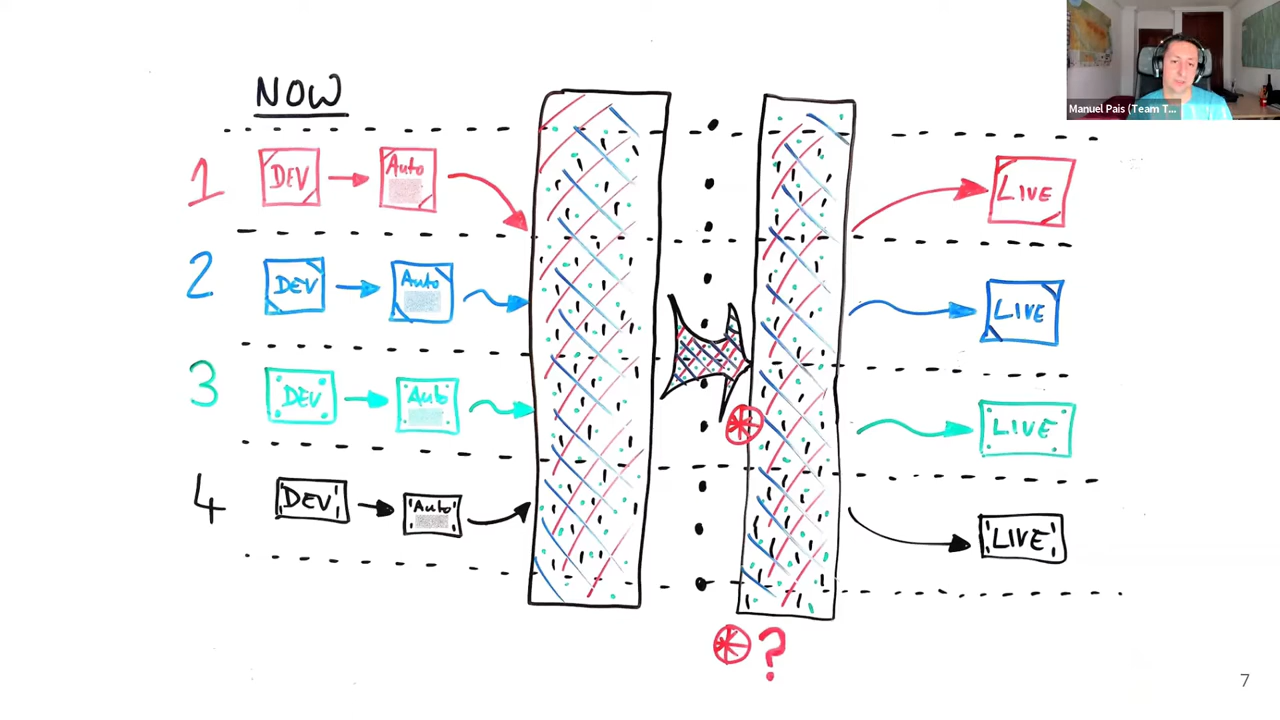 Manuel Pais (Team T...
NOW
1 DEV Auto LIVE
2 DEV Auto LIVE
3 DEV Auto LIVE
4 DEV Auto LIVE
?
7